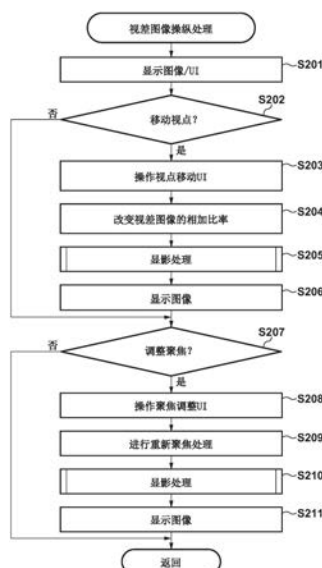 视差图像操纵处理
显示图像/UI
S201
移动视点?
S202
否
是
操作视点移动UI
S203
改变视差图像的相加比率
S204
显影处理
S205
显示图像
S206
调整聚焦?
S207
否
是
操作聚焦调整UI
S208
进行重新聚焦处理
S209
显影处理
S210
显示图像
S211
返回